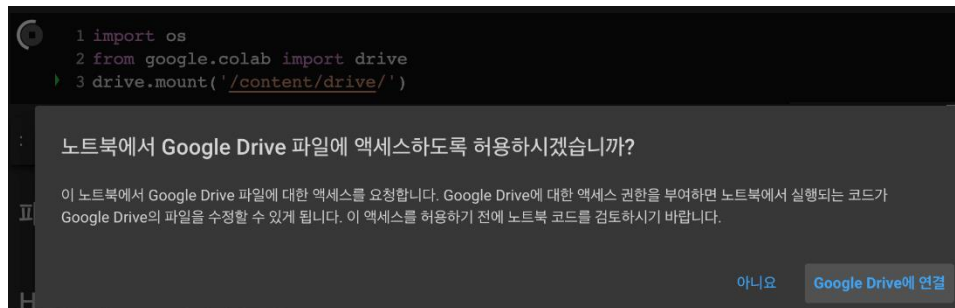 1 import os
2 from google.colab import drive
3 drive.mount('/content/drive/')
:
노트북에서 Google Drive 파일에 액세스하도록 허용하시겠습니까?
이 노트북에서 Google Drive 파일에 대한 액세스를 요청합니다. Google Drive에 대한 액세스 권한을 부여하면 노트북에서 실행되는 코드가
Google Drive의 파일을 수정할 수 있게 됩니다. 이 액세스를 허용하기 전에 노트북 코드를 검토하시기 바랍니다.
아니요 Google Drive에 연결
H